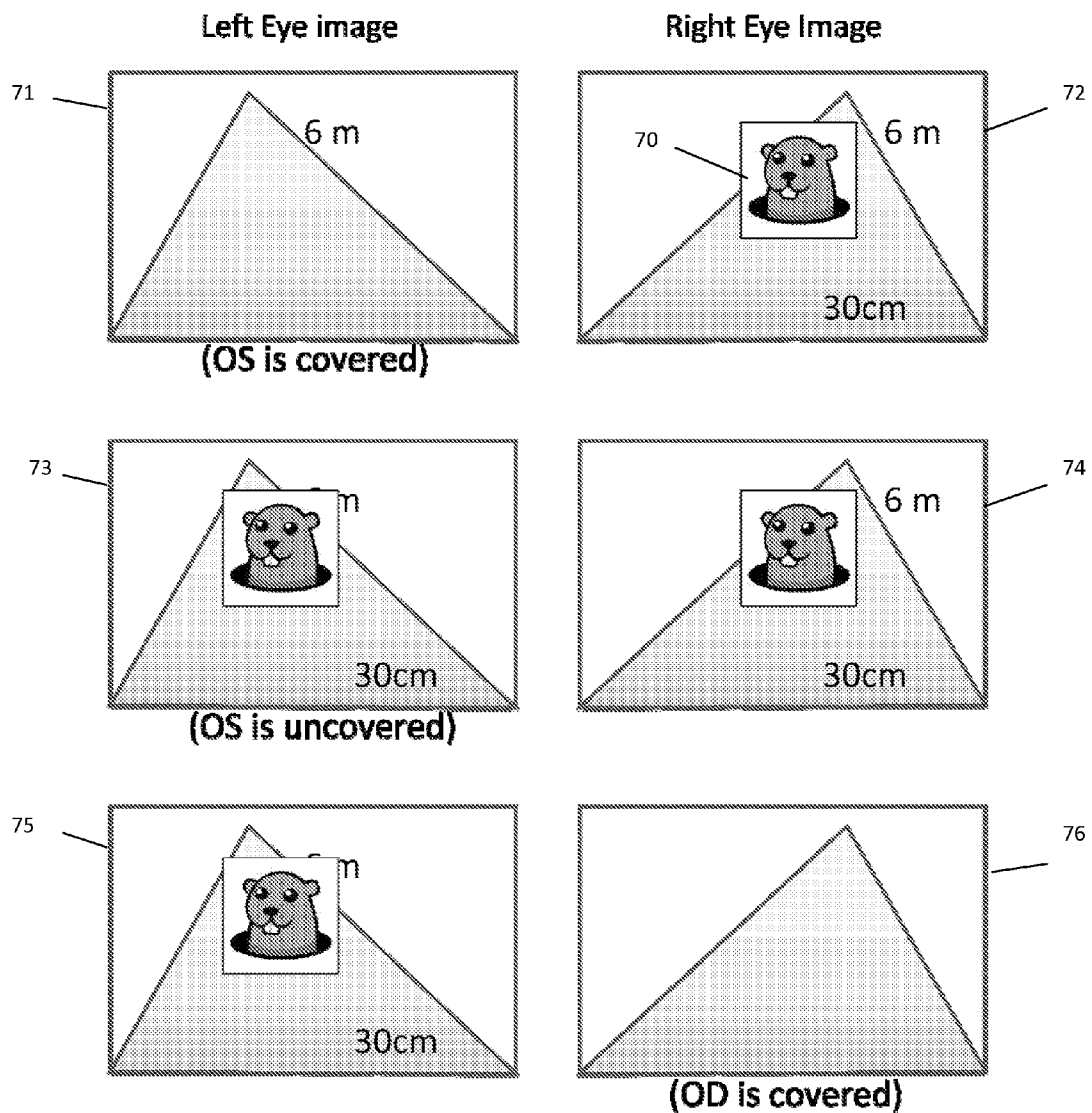 Left Eye image
Right Eye Image
71
6 m
70
6 m
72
30cm
(OS is covered)
73
m
6 m
74
30cm
30cm
(OS is uncovered)
75
m
76
30cm
(OD is covered)